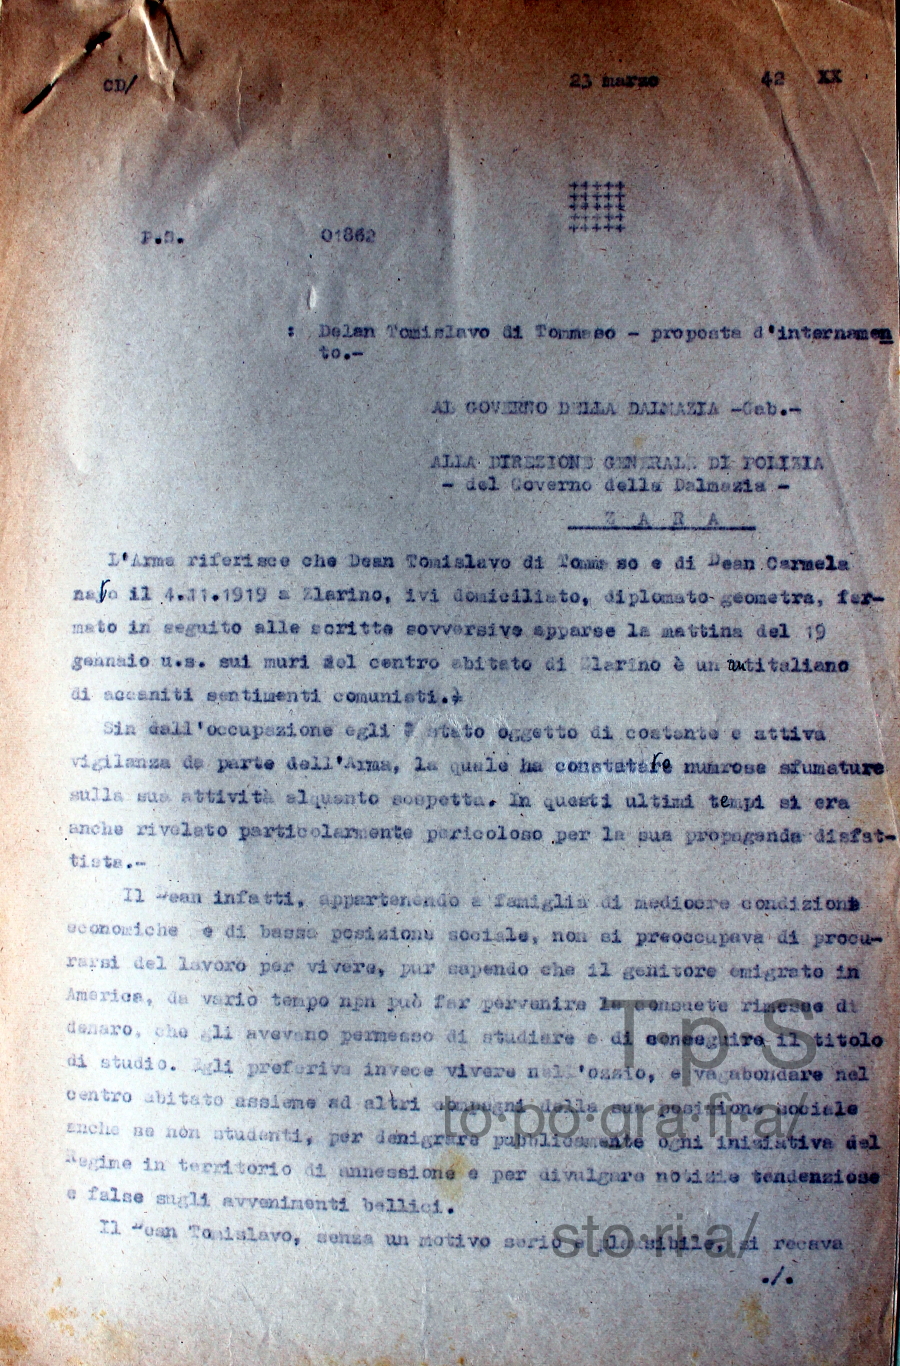 CD/ 23 marzo 42 XX
+++++
+++++
+++++
+++++
+++++
P.S. 01862
: Delan Tomislavo di Tommaso - proposta d'internamen
to.-
AL GOVERNO DELLA DALMAZIA -Gab.-
ALLA DIREZIONE GENERALE DI POLIZIA
- del Governo della Dalmazia -
Z A R A
L'Arma riferisce che Dean Tomislavo di Tomm so e di Dean Carmela
nato il 4.11.1919 a Zlarino, ivi domiciliato, diplomato geometra, fer-
mato in seguito alle scritte sovversive apparse la mattina del 19
gennaio u.s. sui muri del centro abitato di Zlarino è un antitaliano
di accaniti sentimenti comunisti.
Sin dall'occupazione egli è stato oggetto di costante e attiva
vigilanza da parte dell'Arma, la quale ha constatato numrose sfumature
sulla sua attività alquanto sospetta. In questi ultimi tempi si era
anche rivelato particolarmente pericoloso per la sua propaganda disfat-
tista.-
Il Dean infatti, appartenendo a famiglia di mediocre condizioni
economiche e di bassa posizione sociale, non si preoccupava di procu-
rarsi del lavoro per vivere, pur sapendo che il genitore emigrato in
America, da vario tempo npn può far pervenire le consuete rimesse di
denaro, che gli avevano permesso di studiare e di conseguire il titolo
di studio. Egli preferiva invece vivere nell'ozzio, e vagabondare nel
centro abitato assieme ad altri compagni della sua posizione sociale
anche se non studenti, per denigrare pubblicamente ogni iniziativa del
Regime in territorio di annessione e per divulgare notizie tendenziose
e false sugli avvenimenti bellici.
Il Dean Tomislavo, senza un motivo serio e plausibile, si recava
./.
TpS
to·po·gra·fi·a/
sto·ri·a/